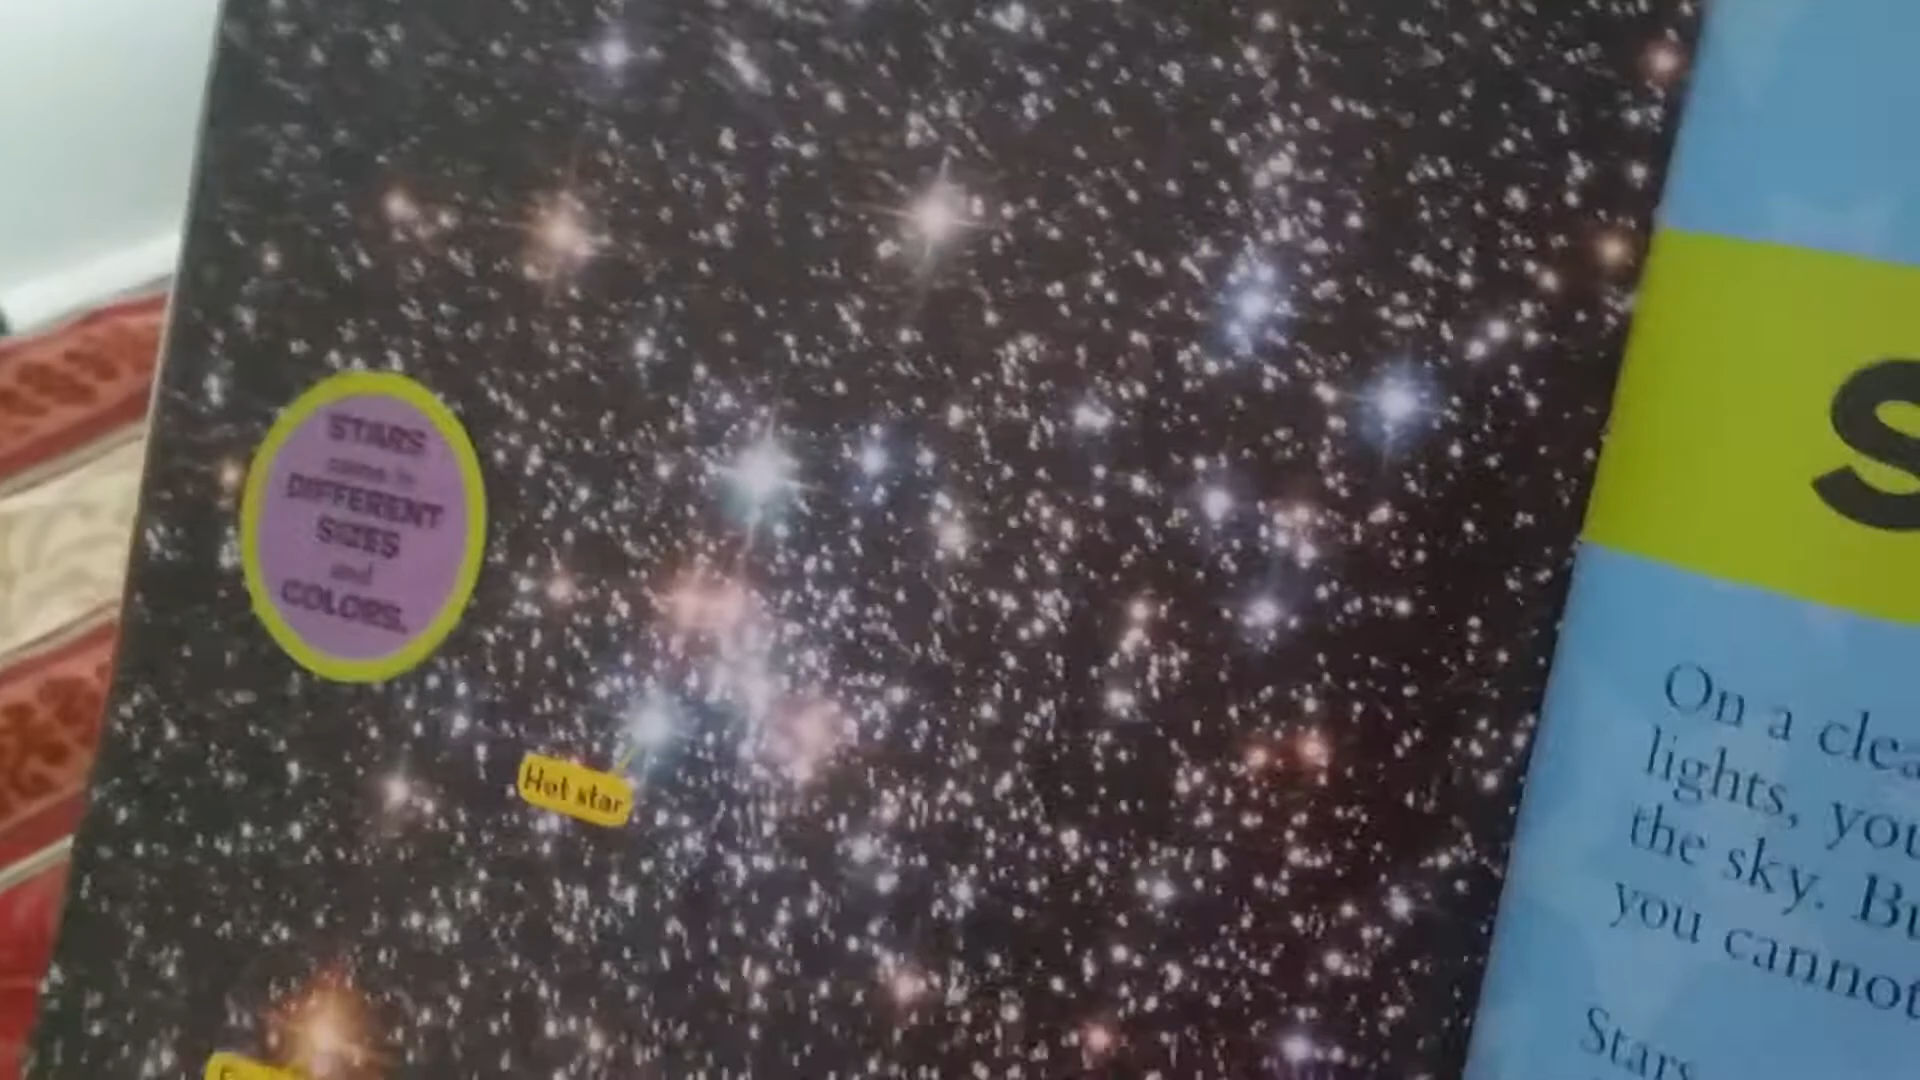 STARS
come in
DIFFERENT
SIZES
and
COLORS.
Hot star
S
On a clea
lights, you
the sky. Bu
you cannot
Stars